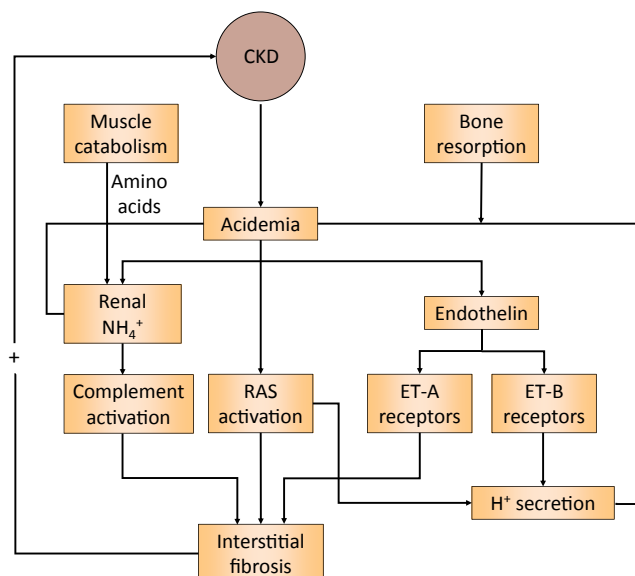 CKD
Muscle
catabolism
Bone
resorption
Amino
acids
Acidemia
Renal
NH₄⁺
Endothelin
+
Complement
activation
RAS
activation
ET-A
receptors
ET-B
receptors
H⁺ secretion
Interstitial
fibrosis